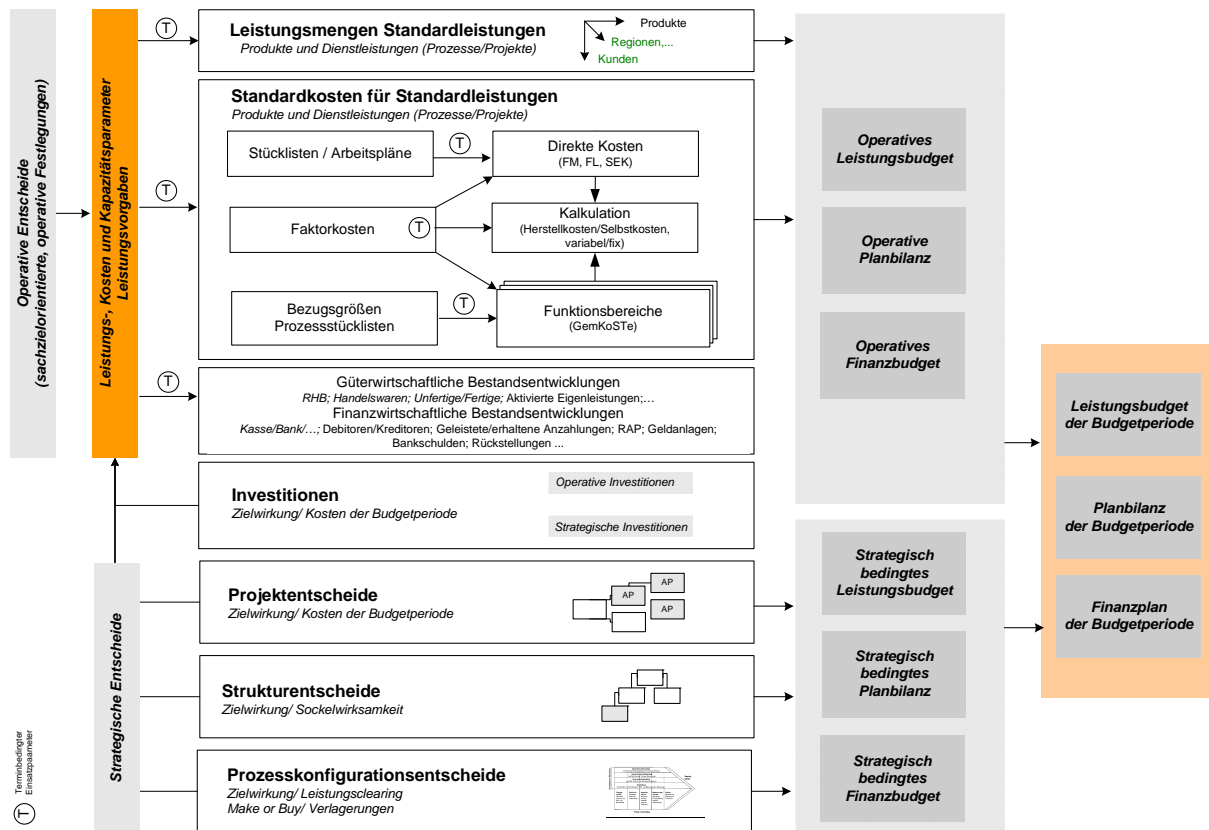 Operative Entscheide
(sachzielorientierte, operative Festlegungen)
Leistungs-, Kosten und Kapazitätsparameter
Leistungsvorgaben
T
Leistungsmengen Standardleistungen
Produkte und Dienstleistungen (Prozesse/Projekte)
Produkte
Regionen,...
Kunden
T
Standardkosten für Standardleistungen
Produkte und Dienstleistungen (Prozesse/Projekte)
Stücklisten / Arbeitspläne
T
Direkte Kosten
(FM, FL, SEK)
Faktorkosten
T
Kalkulation
(Herstellkosten/Selbstkosten,
variabel/fix)
Bezugsgrößen
Prozessstücklisten
T
Funktionsbereiche
(GemKoSTe)
T
Güterwirtschaftliche Bestandsentwicklungen
RHB; Handelswaren; Unfertige/Fertige; Aktivierte Eigenleistungen;…
Finanzwirtschaftliche Bestandsentwicklungen
Kasse/Bank/…; Debitoren/Kreditoren; Geleistete/erhaltene Anzahlungen; RAP; Geldanlagen;
Bankschulden; Rückstellungen ...
Investitionen
Zielwirkung/ Kosten der Budgetperiode
Operative Investitionen
Strategische Investitionen
Strategische Entscheide
Projektentscheide
Zielwirkung/ Kosten der Budgetperiode
AP
AP
AP
Strukturentscheide
Zielwirkung/ Sockelwirksamkeit
Prozesskonfigurationsentscheide
Zielwirkung/ Leistungsclearing
Make or Buy/ Verlagerungen
Operatives
Leistungsbudget
Operative
Planbilanz
Operatives
Finanzbudget
Strategisch
bedingtes
Leistungsbudget
Strategisch
bedingtes
Planbilanz
Strategisch
bedingtes
Finanzbudget
Leistungsbudget
der Budgetperiode
Planbilanz
der Budgetperiode
Finanzplan
der Budgetperiode
T
Terminbedingter
Einsatzpaameter